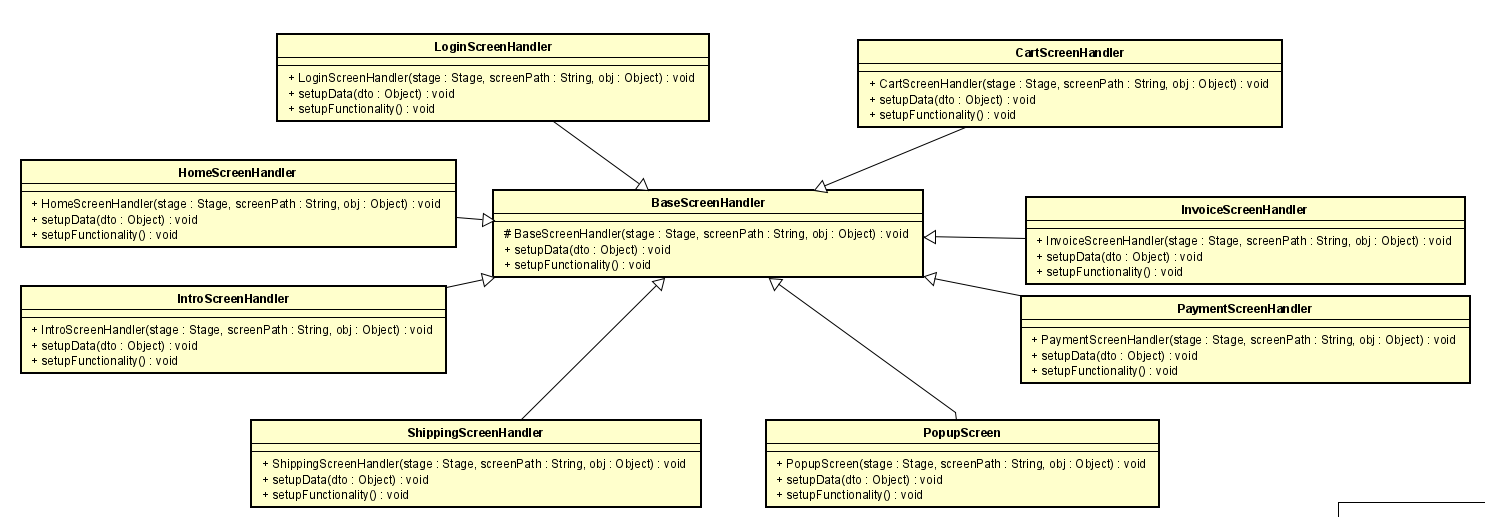 LoginScreenHandler
+ LoginScreenHandler(stage : Stage, screenPath : String, obj : Object) : void
+ setupData(dto : Object) : void
+ setupFunctionality() : void
CartScreenHandler
+ CartScreenHandler(stage : Stage, screenPath : String, obj : Object) : void
+ setupData(dto : Object) : void
+ setupFunctionality() : void
HomeScreenHandler
+ HomeScreenHandler(stage : Stage, screenPath : String, obj : Object) : void
+ setupData(dto : Object) : void
+ setupFunctionality() : void
BaseScreenHandler
# BaseScreenHandler(stage : Stage, screenPath : String, obj : Object) : void
+ setupData(dto : Object) : void
+ setupFunctionality() : void
InvoiceScreenHandler
+ InvoiceScreenHandler(stage : Stage, screenPath : String, obj : Object) : void
+ setupData(dto : Object) : void
+ setupFunctionality() : void
IntroScreenHandler
+ IntroScreenHandler(stage : Stage, screenPath : String, obj : Object) : void
+ setupData(dto : Object) : void
+ setupFunctionality() : void
PaymentScreenHandler
+ PaymentScreenHandler(stage : Stage, screenPath : String, obj : Object) : void
+ setupData(dto : Object) : void
+ setupFunctionality() : void
ShippingScreenHandler
+ ShippingScreenHandler(stage : Stage, screenPath : String, obj : Object) : void
+ setupData(dto : Object) : void
+ setupFunctionality() : void
PopupScreen
+ PopupScreen(stage : Stage, screenPath : String, obj : Object) : void
+ setupData(dto : Object) : void
+ setupFunctionality() : void